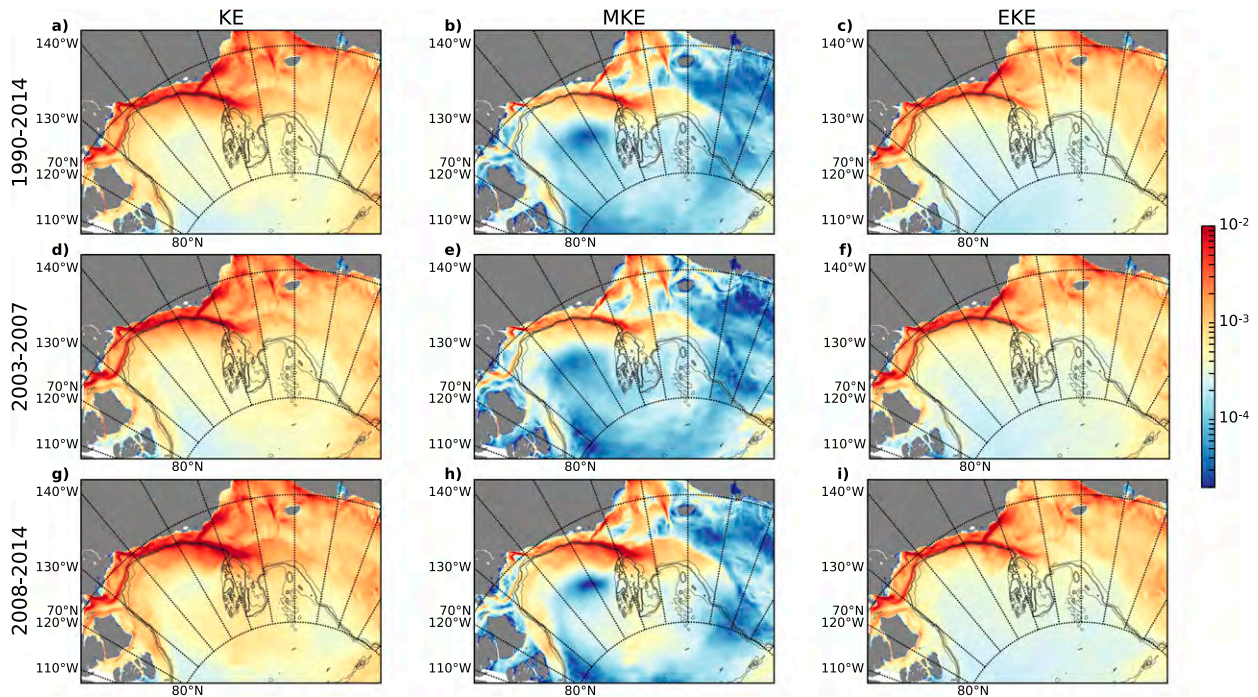 KE MKE EKE
a) b) c)
140°W 140°W 140°W
1990-2014
130°W 130°W 130°W
70°N 70°N 70°N
120°W 120°W 120°W
110°W 110°W 110°W
80°N 80°N 80°N
10-2
d) e) f)
140°W 140°W 140°W
2003-2007
10-3
130°W 130°W 130°W
70°N 70°N 70°N
120°W 120°W 120°W
10-4
110°W 110°W 110°W
80°N 80°N 80°N
g) h) i)
140°W 140°W 140°W
2008-2014
130°W 130°W 130°W
70°N 70°N 70°N
120°W 120°W 120°W
110°W 110°W 110°W
80°N 80°N 80°N